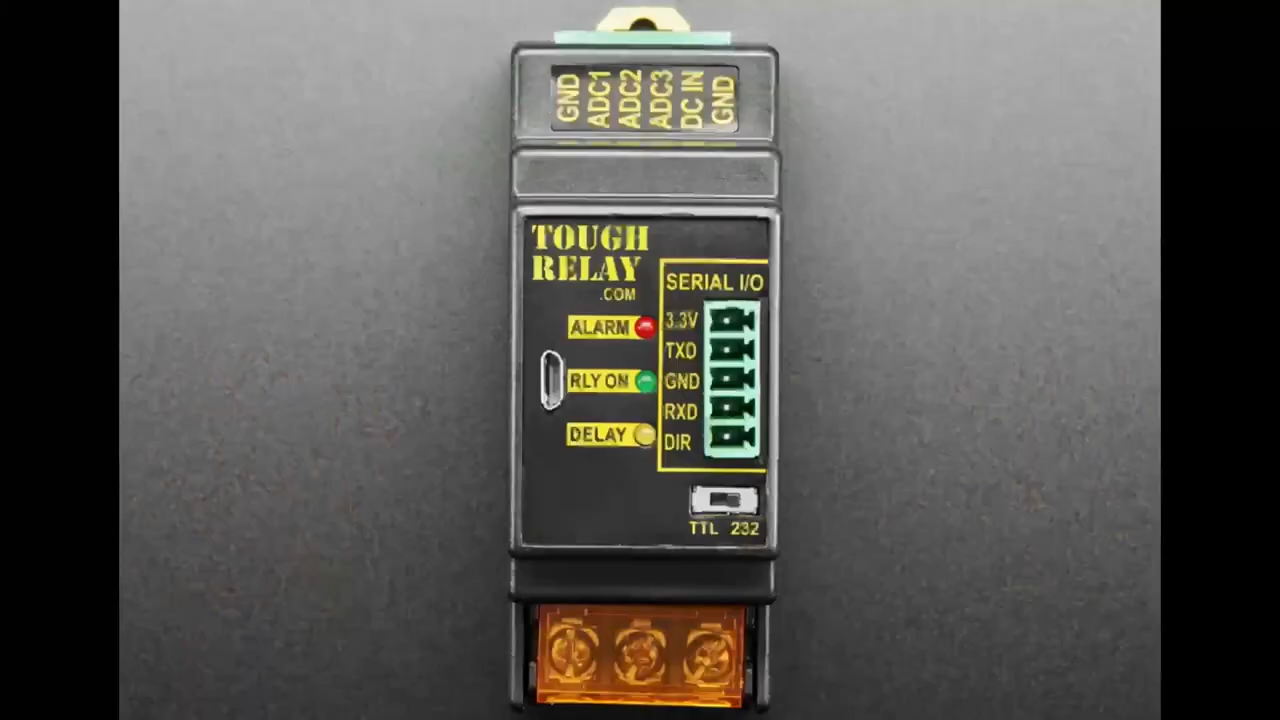 GND
ADC1
ADC2
ADC3
DC IN
GND
TOUGH
RELAY
.COM
SERIAL I/O
ALARM
3.3V
TXD
RLY ON
GND
RXD
DELAY
DIR
TTL 232